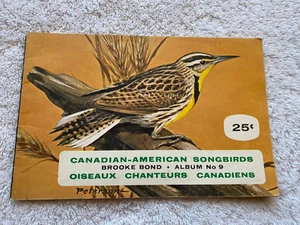 25¢
CANADIAN-AMERICAN SONGBIRDS
BROOKE BOND • ALBUM No 9
OISEAUX CHANTEURS CANADIENS
Peterson